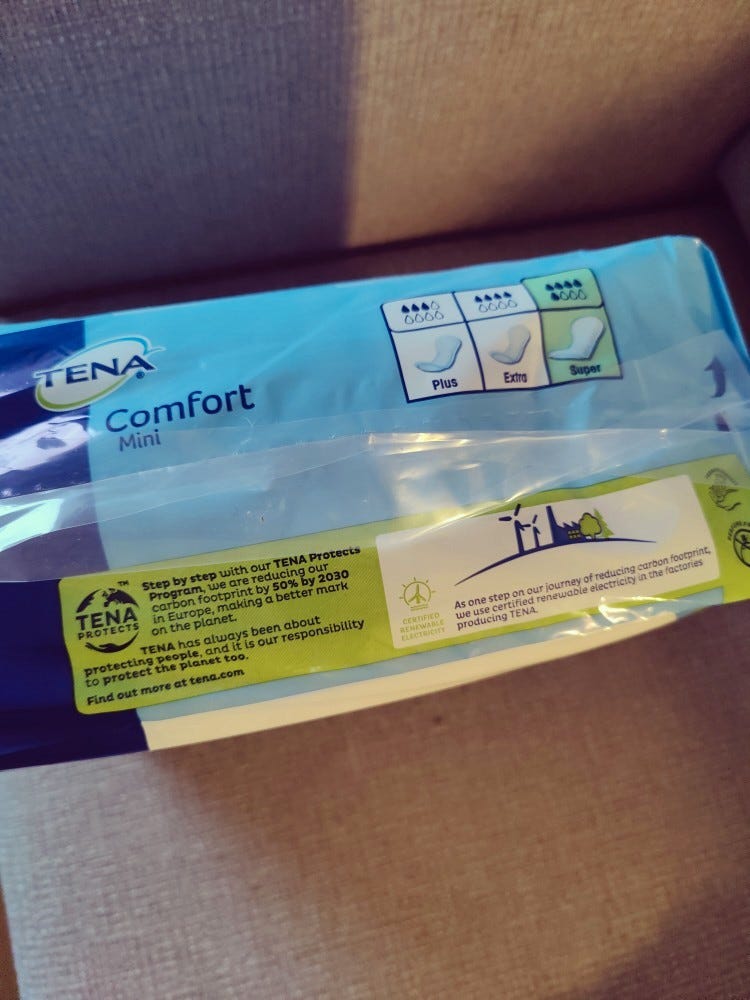 TENA
Comfort
Mini
Plus
Extra
Super
TENA
PROTECTS
TM
Step by step with our TENA Protects
Program, we are reducing our
carbon footprint by 50% by 2030
in Europe, making a better mark
on the planet.
TENA has always been about
protecting people, and it is our responsibility
to protect the planet too.
Find out more at tena.com
CERTIFIED
RENEWABLE
ELECTRICITY
As one step on our journey of reducing carbon footprint,
we use certified renewable electricity in the factories
producing TENA.